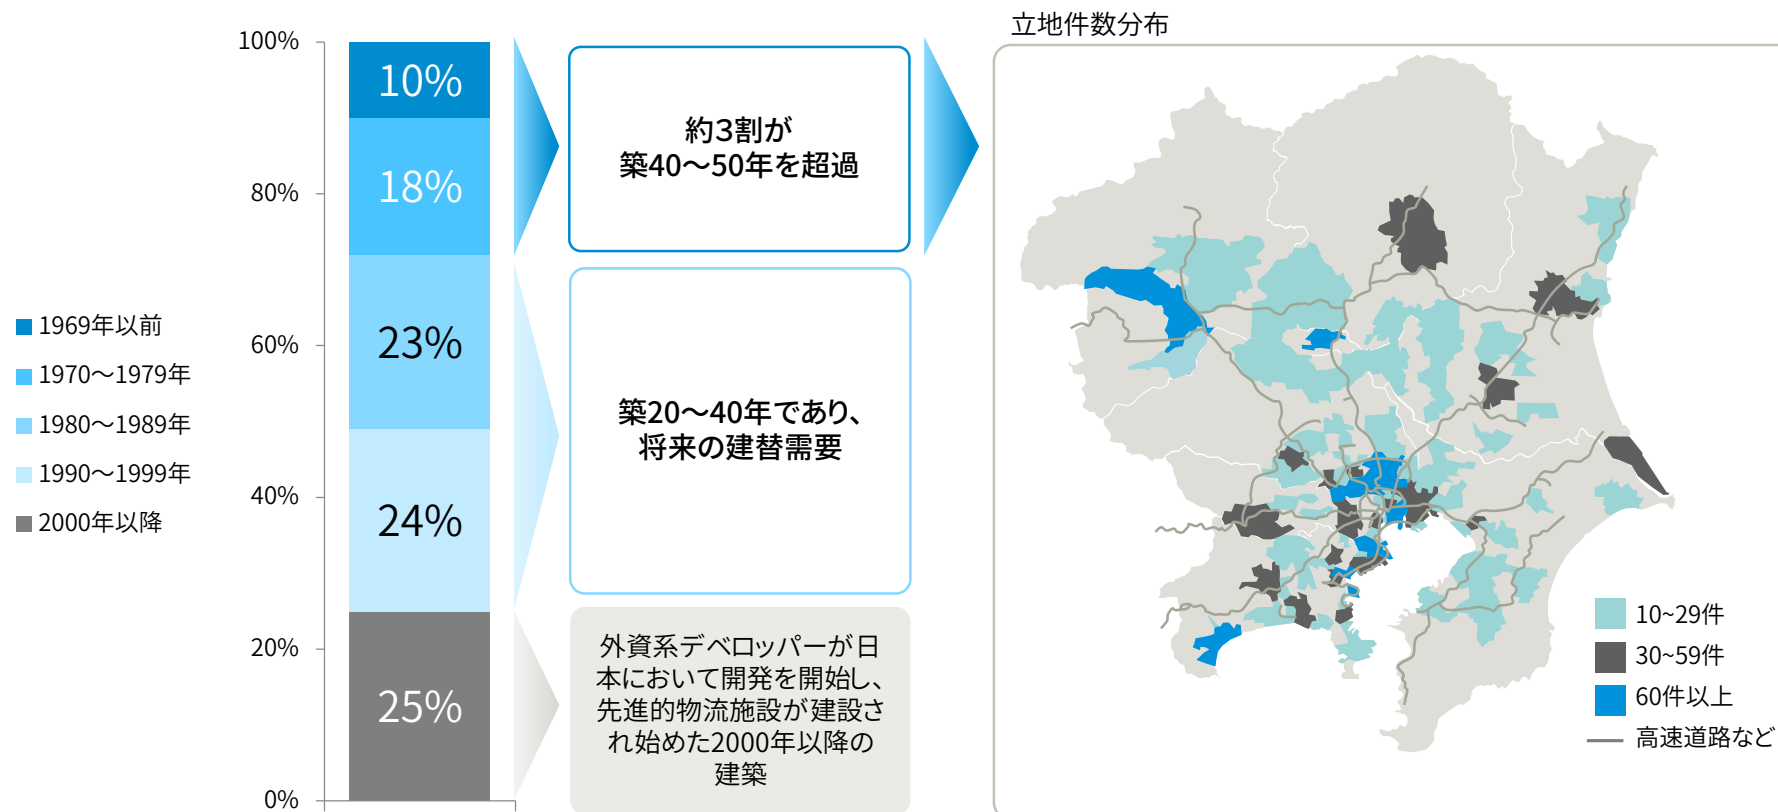 立地件数分布
100%
80%
60%
40%
20%
0%
10%
18%
23%
24%
25%
1969年以前
1970～1979年
1980～1989年
1990～1999年
2000年以降
約３割が
築40～50年を超過
築20～40年であり、
将来の建替需要
外資系デベロッパーが日
本において開発を開始し、
先進的物流施設が建設さ
れ始めた2000年以降の
建築
10~29件
30~59件
60件以上
高速道路など